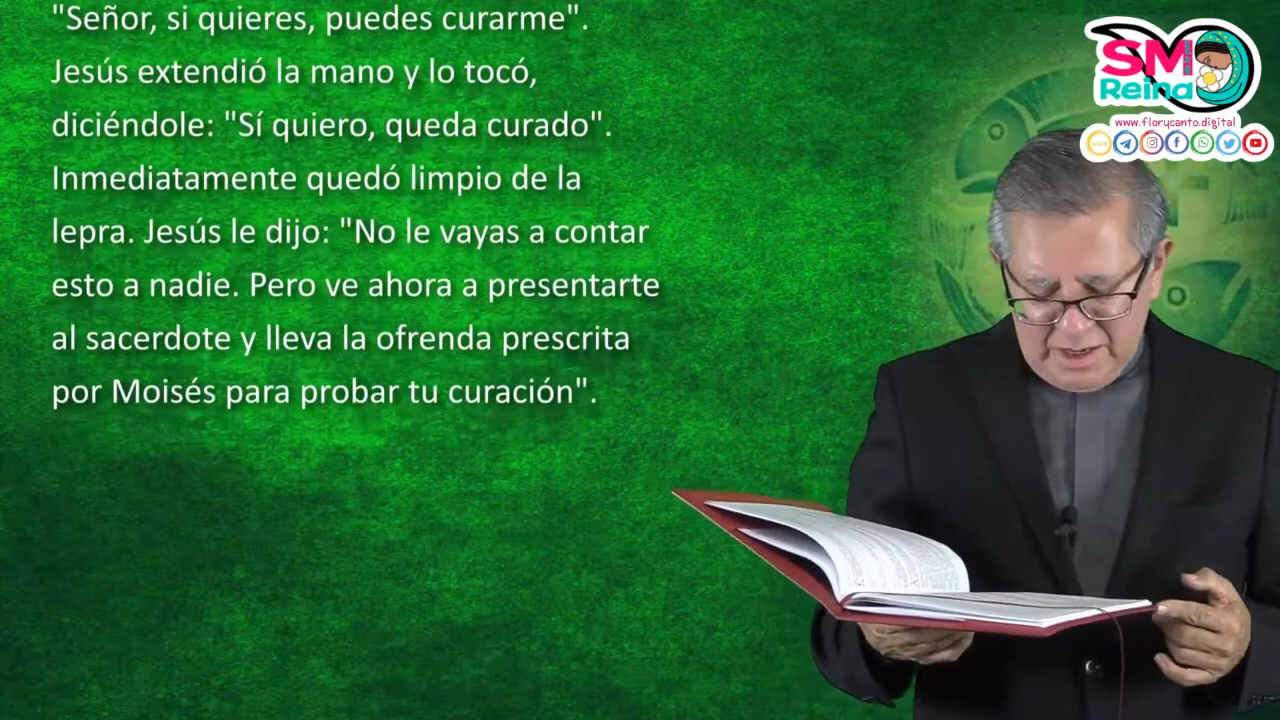 "Señor, si quieres, puedes curarme".
Jesús extendió la mano y lo tocó,
diciéndole: "Sí quiero, queda curado".
Inmediatamente quedó limpio de la
lepra. Jesús le dijo: "No le vayas a contar
esto a nadie. Pero ve ahora a presentarte
al sacerdote y lleva la ofrenda prescrita
por Moisés para probar tu curación".
SM
Reina
www.florycanto.digital